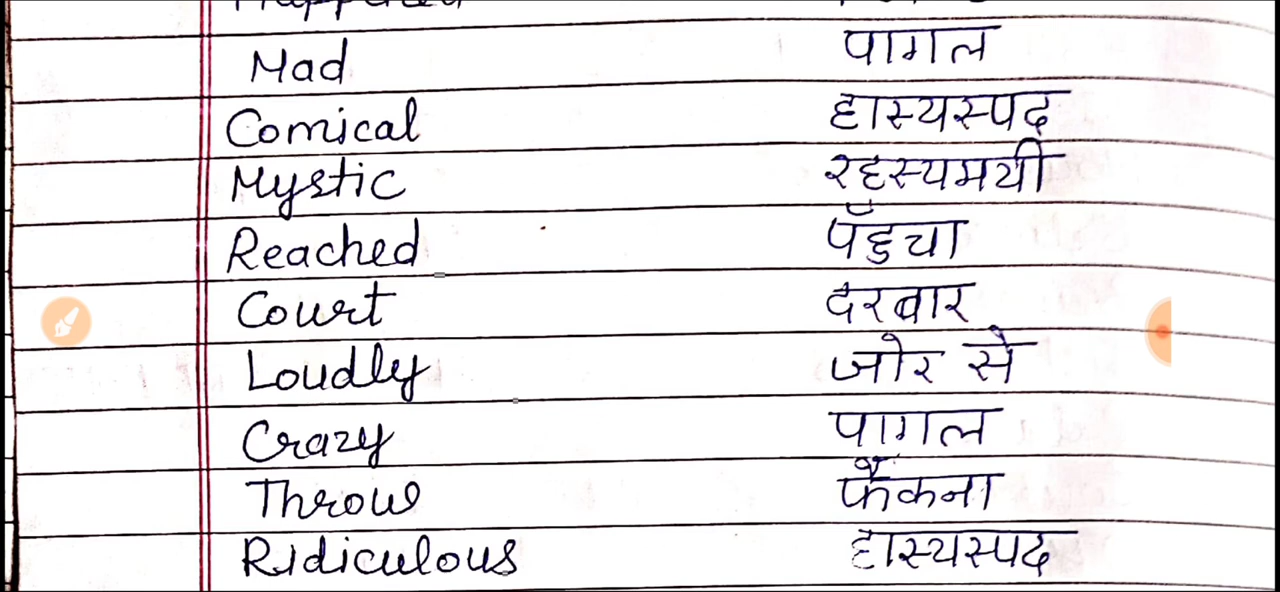 Mad पागल
Comical हास्यस्पद
Mystic रहस्यमयी
Reached पँहुचा
Court दरबार
Loudly जोर से
Crazy पागल
Throw फैंकना
Ridiculous हास्यस्पद